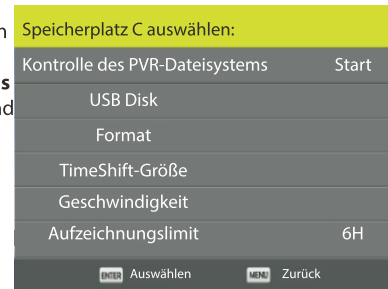 n
s
nd
Speicherplatz C auswählen:
Kontrolle des PVR-Dateisystems Start
USB Disk
Format
TimeShift-Größe
Geschwindigkeit
Aufzeichnungslimit 6H
ENTER Auswählen MENU Zurück